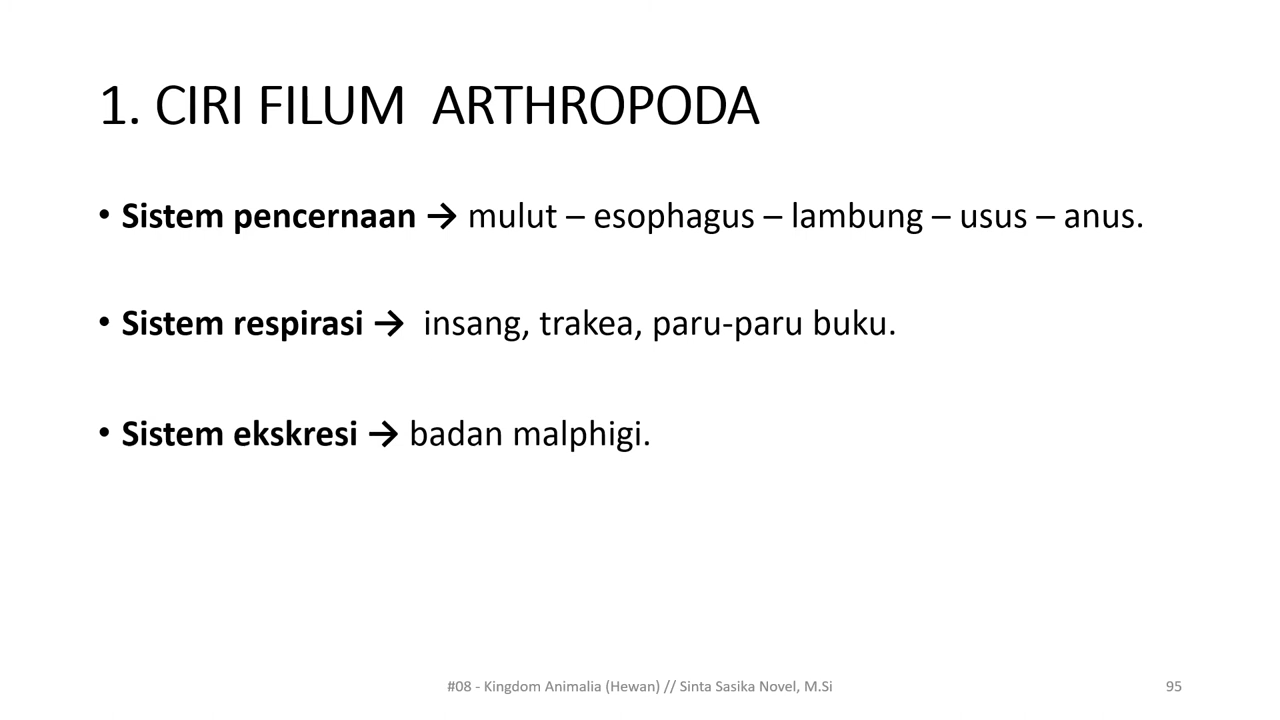 1. CIRI FILUM ARTHROPODA
• Sistem pencernaan → mulut – esophagus – lambung – usus – anus.
• Sistem respirasi → insang, trakea, paru-paru buku.
• Sistem ekskresi → badan malphigi.
#08 - Kingdom Animalia (Hewan) // Sinta Sasika Novel, M.Si
95